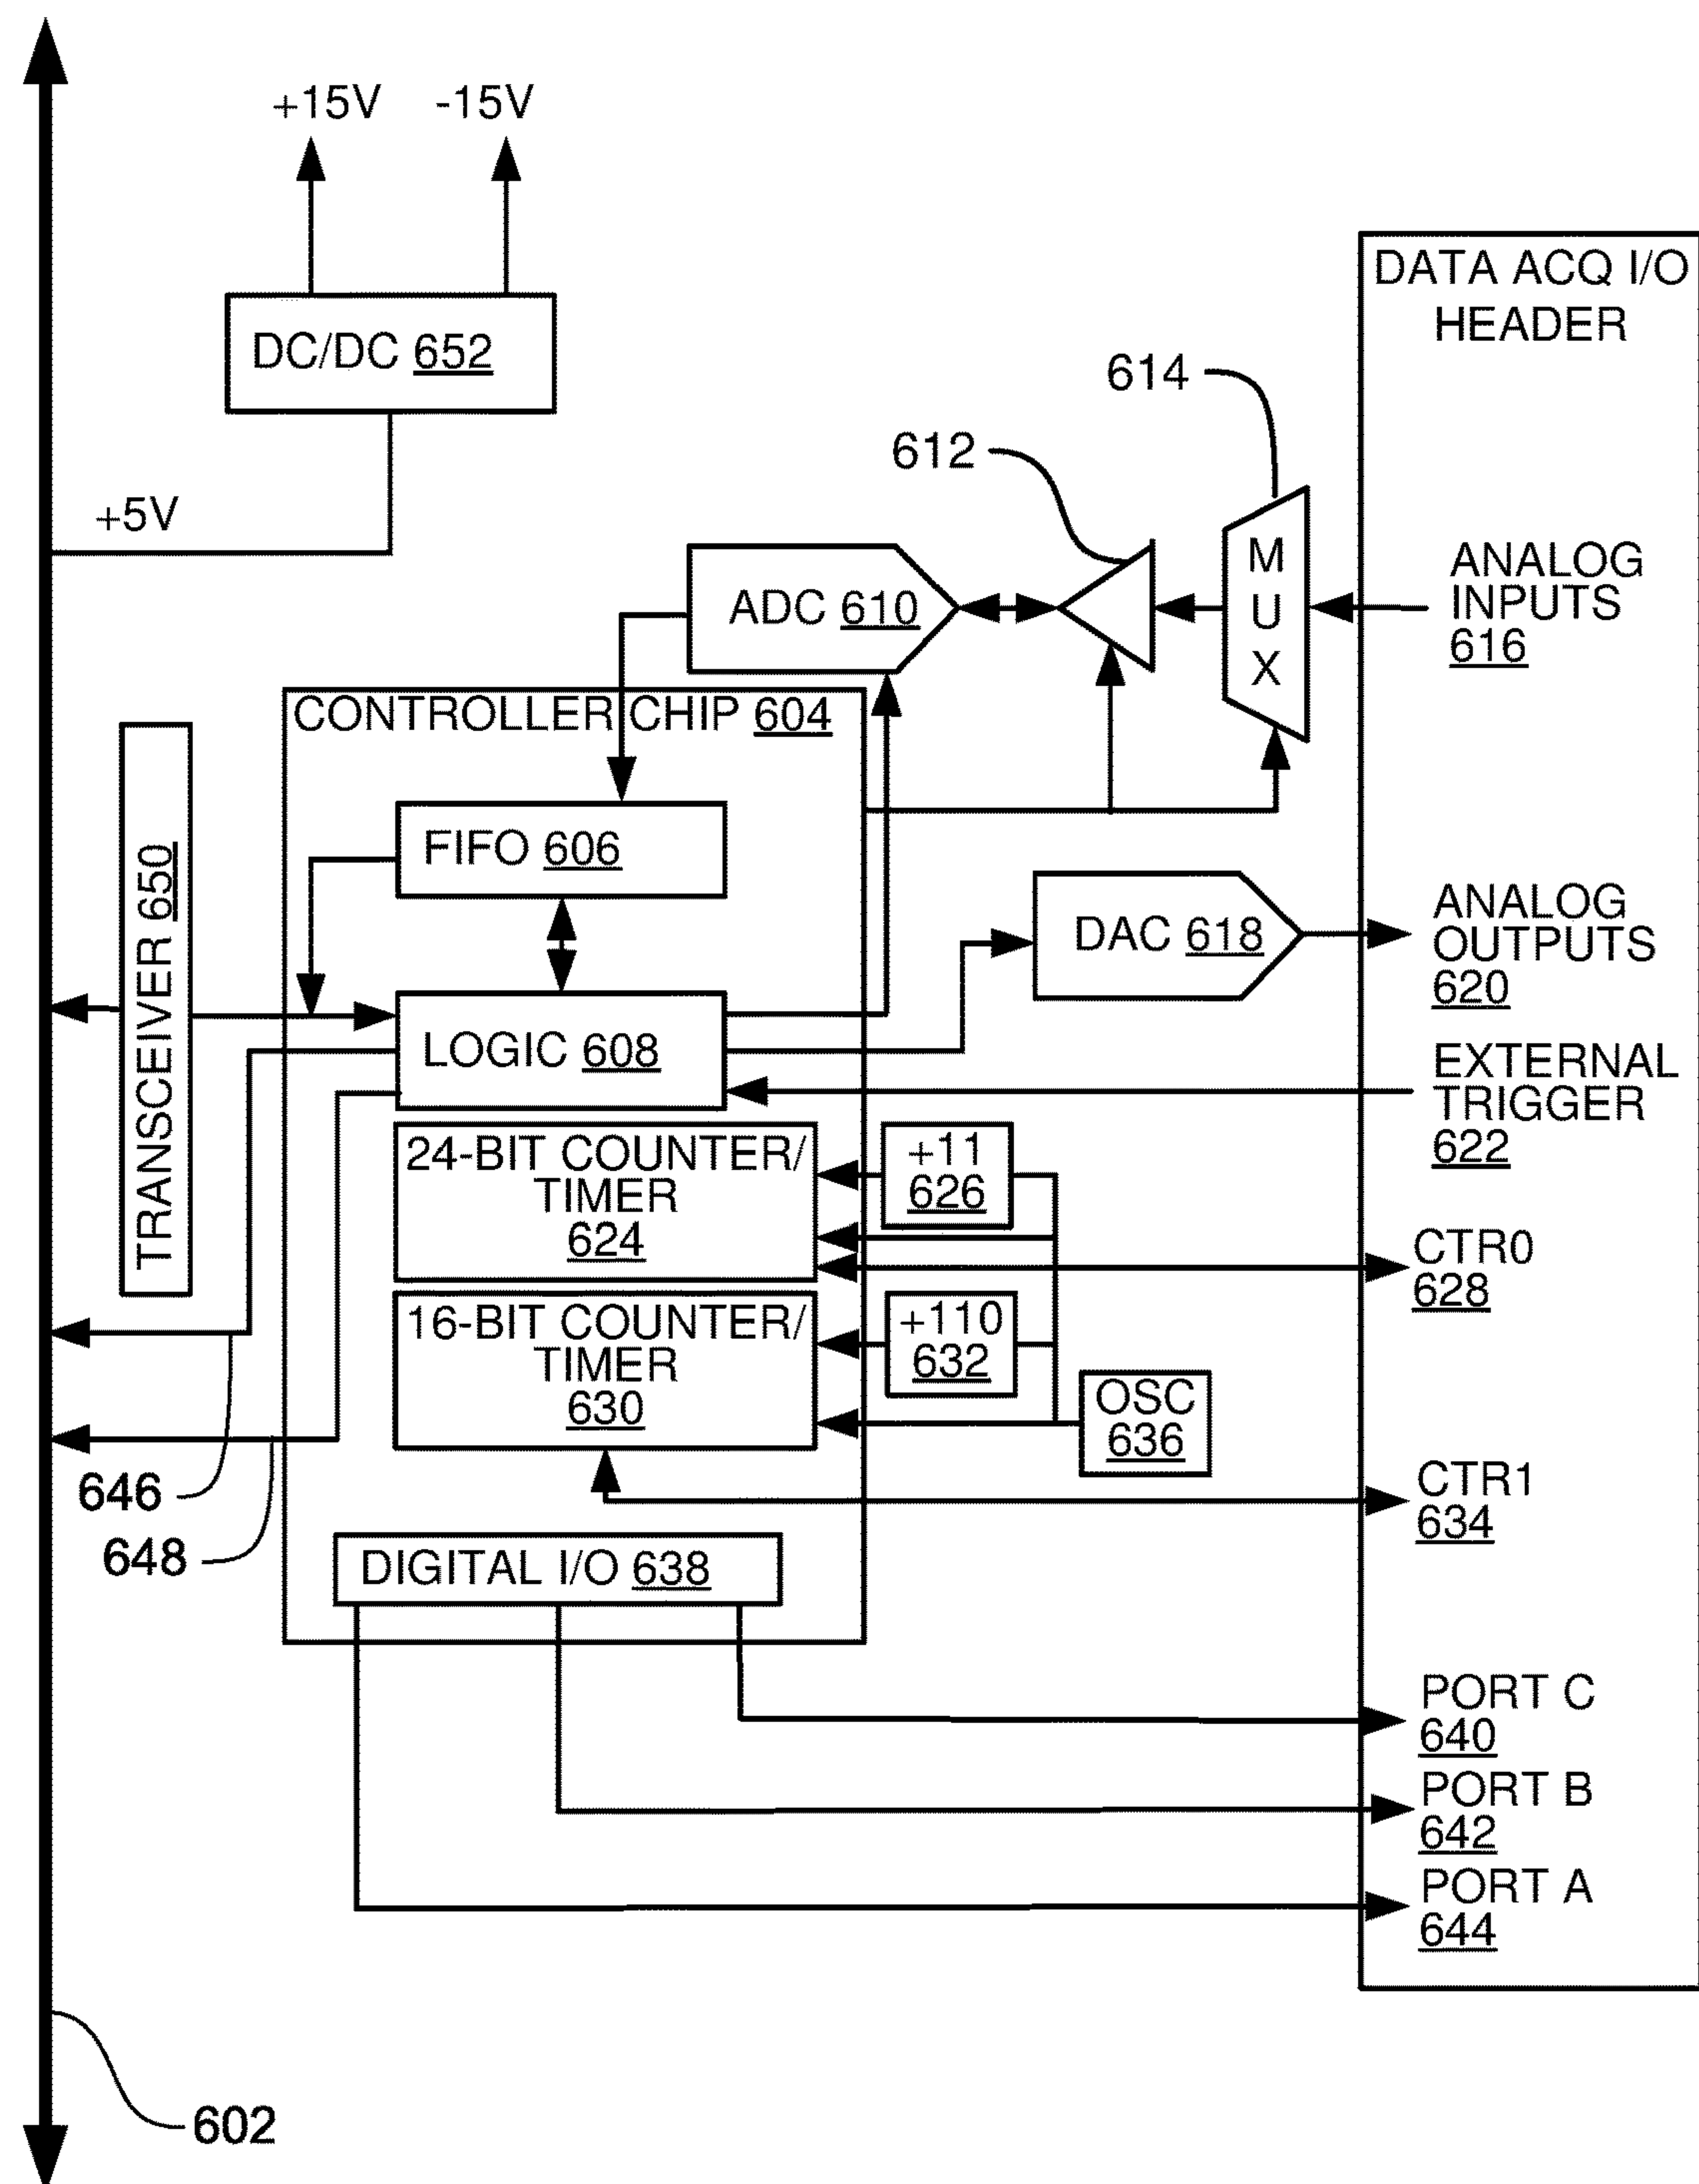 +15V -15V
DATA ACQ I/O
HEADER
DC/DC 652
614
612
+5V
MUX
ANALOG
INPUTS
616
ADC 610
CONTROLLER CHIP 604
FIFO 606
TRANSCEIVER 650
DAC 618
ANALOG
OUTPUTS
620
LOGIC 608
EXTERNAL
TRIGGER
622
24-BIT COUNTER/
TIMER
624
+11
626
CTR0
628
16-BIT COUNTER/
TIMER
630
+110
632
OSC
636
646
CTR1
634
648
DIGITAL I/O 638
PORT C
640
PORT B
642
PORT A
644
602